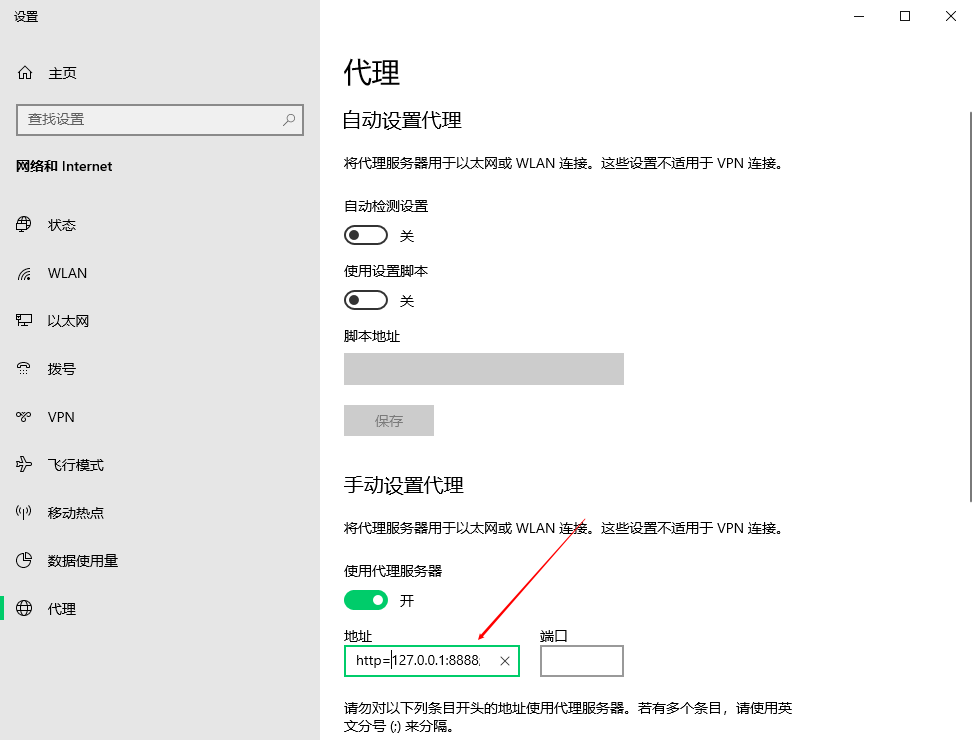 设置
主页
查找设置
网络和 Internet
状态
WLAN
以太网
拨号
VPN
飞行模式
移动热点
数据使用量
代理
代理
自动设置代理
将代理服务器用于以太网或 WLAN 连接。这些设置不适用于 VPN 连接。
自动检测设置
关
使用设置脚本
关
脚本地址
保存
手动设置代理
将代理服务器用于以太网或 WLAN 连接。这些设置不适用于 VPN 连接。
使用代理服务器
开
地址 端口
http=127.0.0.1:8888;
请勿对以下列条目开头的地址使用代理服务器。若有多个条目，请使用英
文分号 (;) 来分隔。